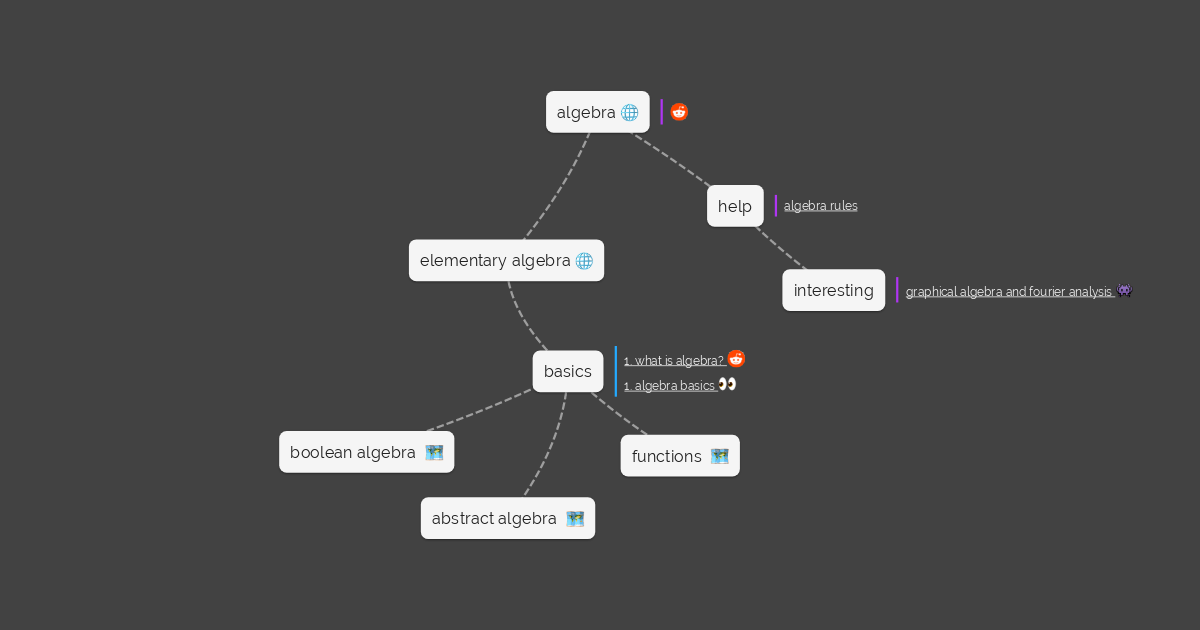 algebra
help
algebra rules
elementary algebra
interesting
graphical algebra and fourier analysis
basics
1. what is algebra?
1. algebra basics
boolean algebra
functions
abstract algebra